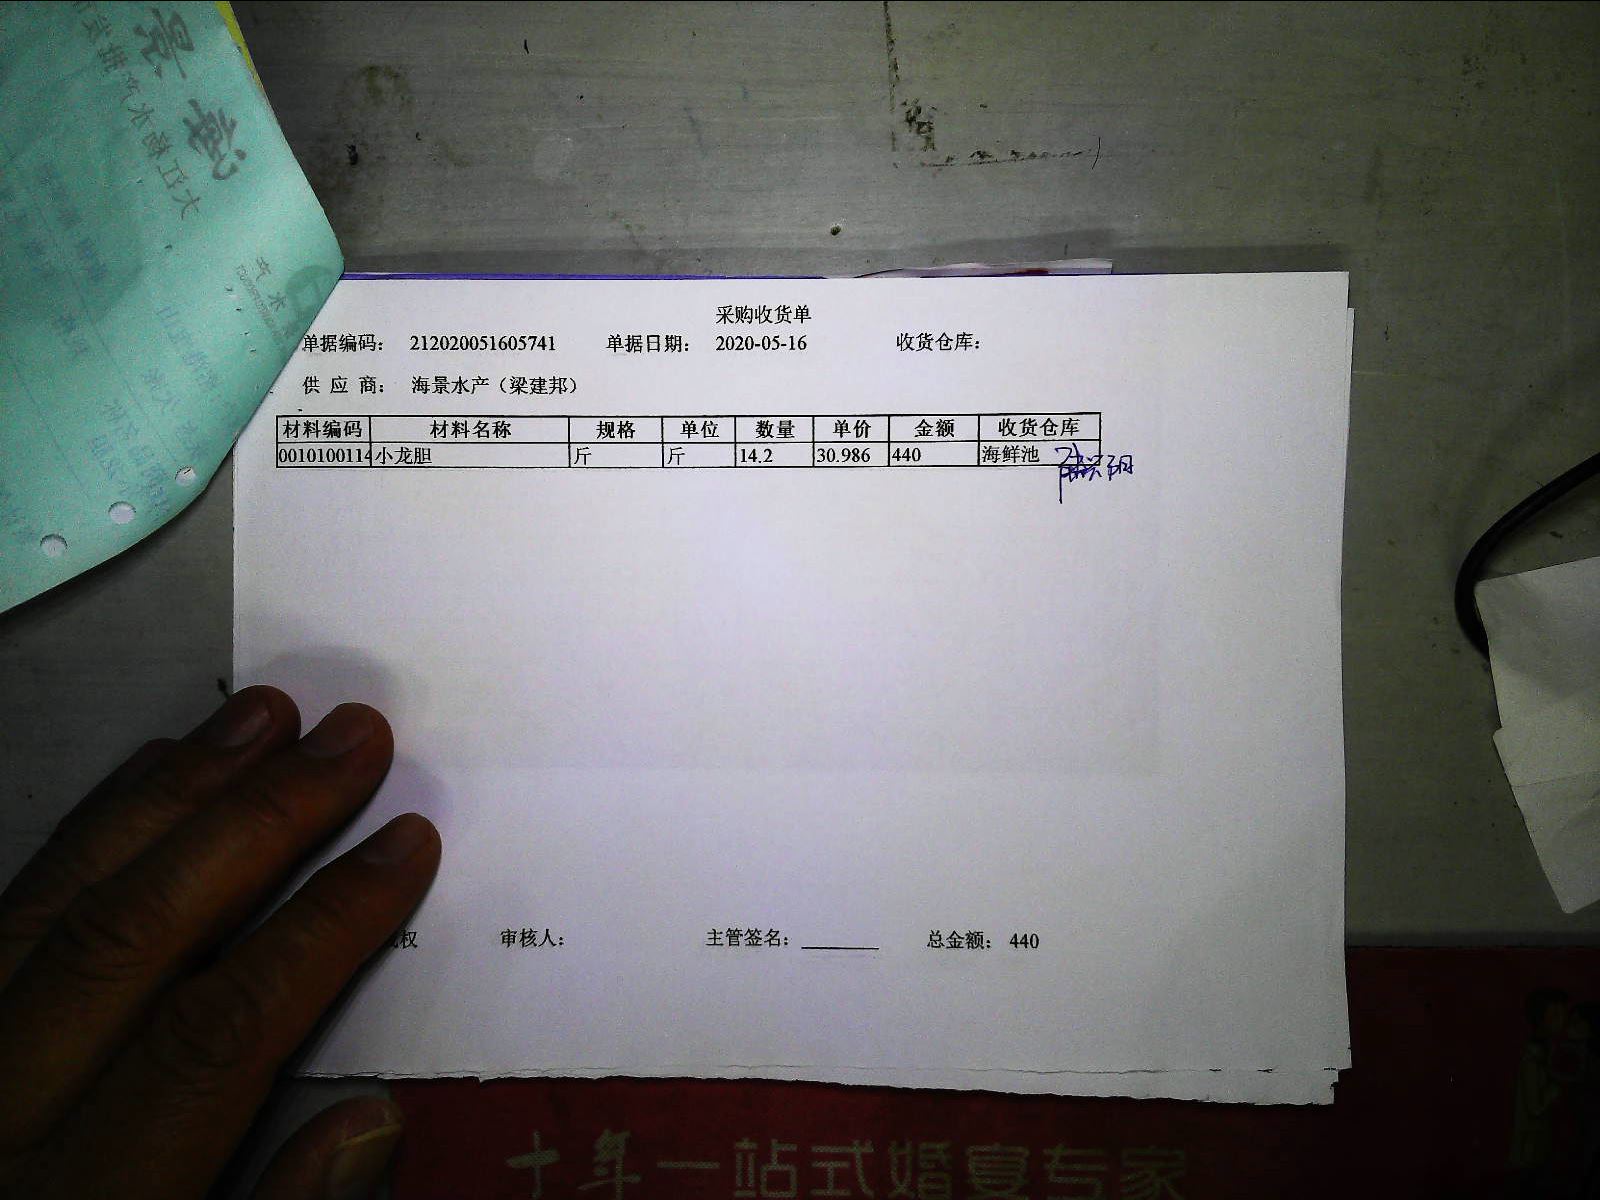 采购收货单
单据编码： 212020051605741 单据日期： 2020-05-16 收货仓库：
供 应 商： 海景水产（梁建邦）
材料编码 材料名称 规格 单位 数量 单价 金额 收货仓库
0010100114 小龙胆 斤 斤 14.2 30.986 440 海鲜池
权 审核人： 主管签名： 总金额： 440
十年一站式婚宴专家